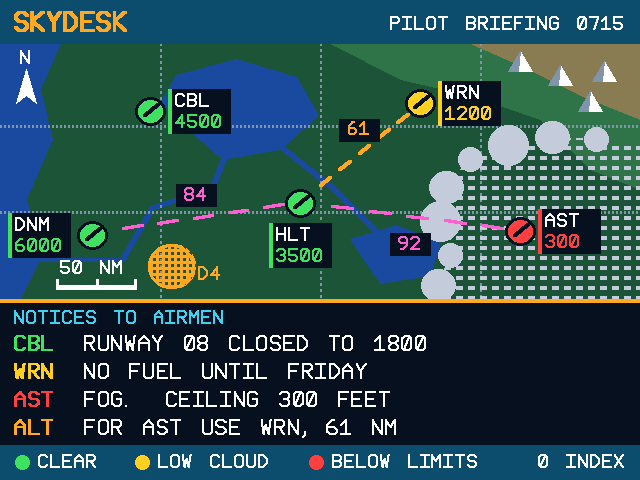 SKYDESK
PILOT BRIEFING 0715
N
CBL
4500
WRN
1200
61
84
DNM
6000
HLT
3500
92
AST
300
50 NM
D4
NOTICES TO AIRMEN
CBL RUNWAY 08 CLOSED TO 1800
WRN NO FUEL UNTIL FRIDAY
AST FOG. CEILING 300 FEET
ALT FOR AST USE WRN, 61 NM
CLEAR LOW CLOUD BELOW LIMITS 0 INDEX